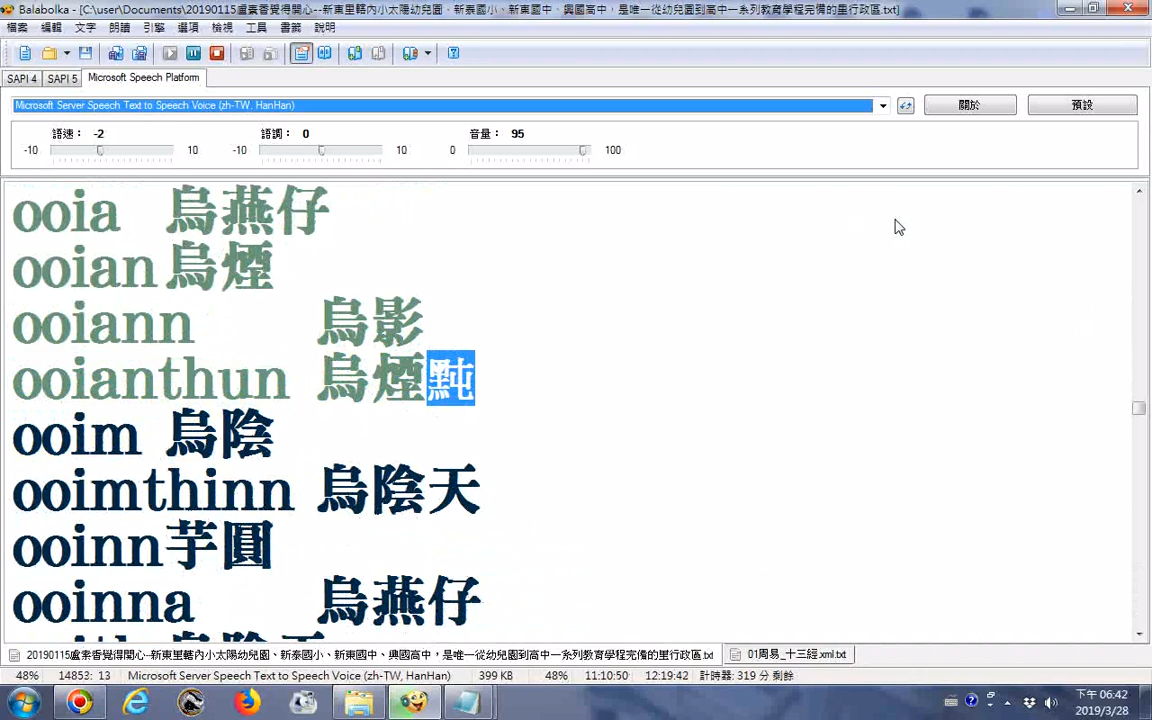 Balabolka - [C:\user\Documents\20190115盧素香覺得開心--新東里轄內小太陽幼兒園、新泰國小、新東國中、興國高中，是唯一從幼兒園到高中一系列教育學程完備的里行政區.txt]
檔案 編輯 文字 朗讀 引擎 選項 檢視 工具 書籤 說明
SAPI 4 SAPI 5 Microsoft Speech Platform
Microsoft Server Speech Text to Speech Voice (zh-TW, HanHan)
關於 預設
語速： -2 語調： 0 音量： 95
-10 10 -10 10 0 100
ooia 烏燕仔
ooian 烏煙
ooiann 烏影
ooianthun 烏煙黗
ooim 烏陰
ooimthinn 烏陰天
ooinn 芋圓
ooinna 烏燕仔
20190115盧素香覺得開心--新東里轄內小太陽幼兒園、新泰國小、新東國中、興國高中，是唯一從幼兒園到高中一系列教育學程完備的里行政區.txt 01周易_十三經.xml.txt
48% 14853: 13 Microsoft Server Speech Text to Speech Voice (zh-TW, HanHan) 399 KB 48% 11:10:50 12:19:42 計時器: 319 分 剩餘
下午 06:42
2019/3/28